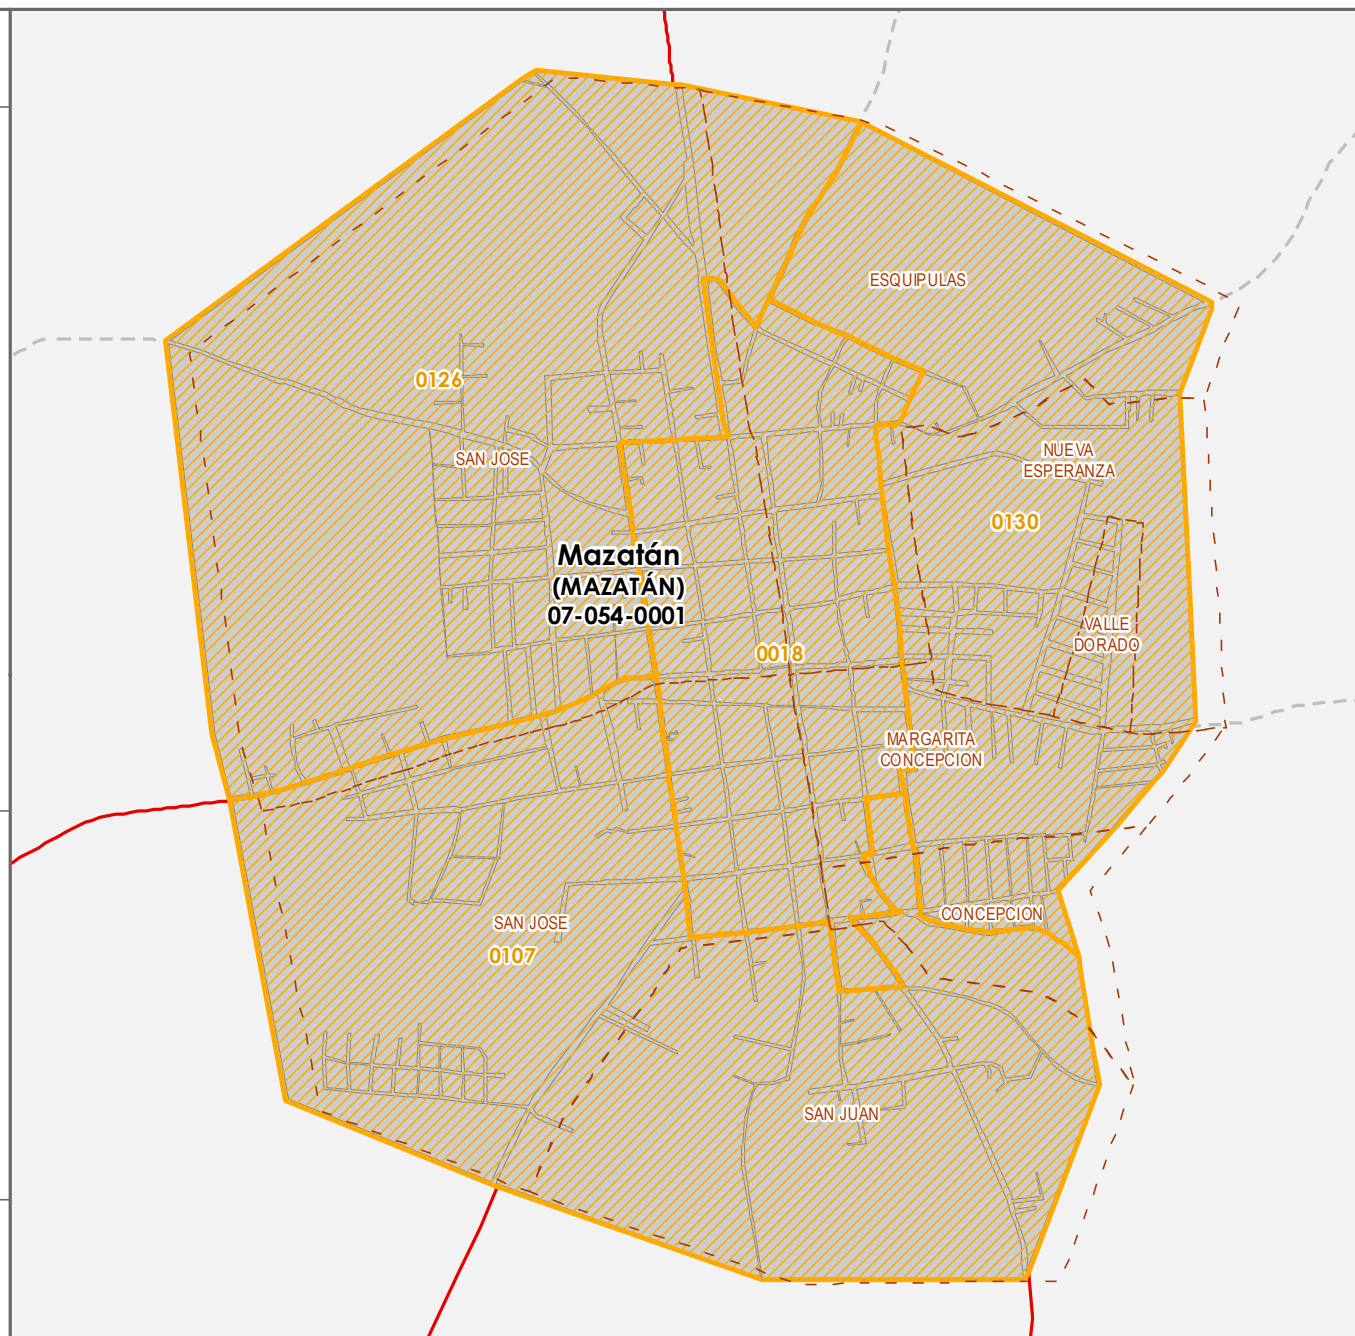 ESQUIPULAS
0126
NUEVA
ESPERANZA
SAN JOSE
0130
Mazatán
(MAZATÁN)
07-054-0001
VALLE
DORADO
0018
MARGARITA
CONCEPCION
CONCEPCION
SAN JOSE
0107
SAN JUAN